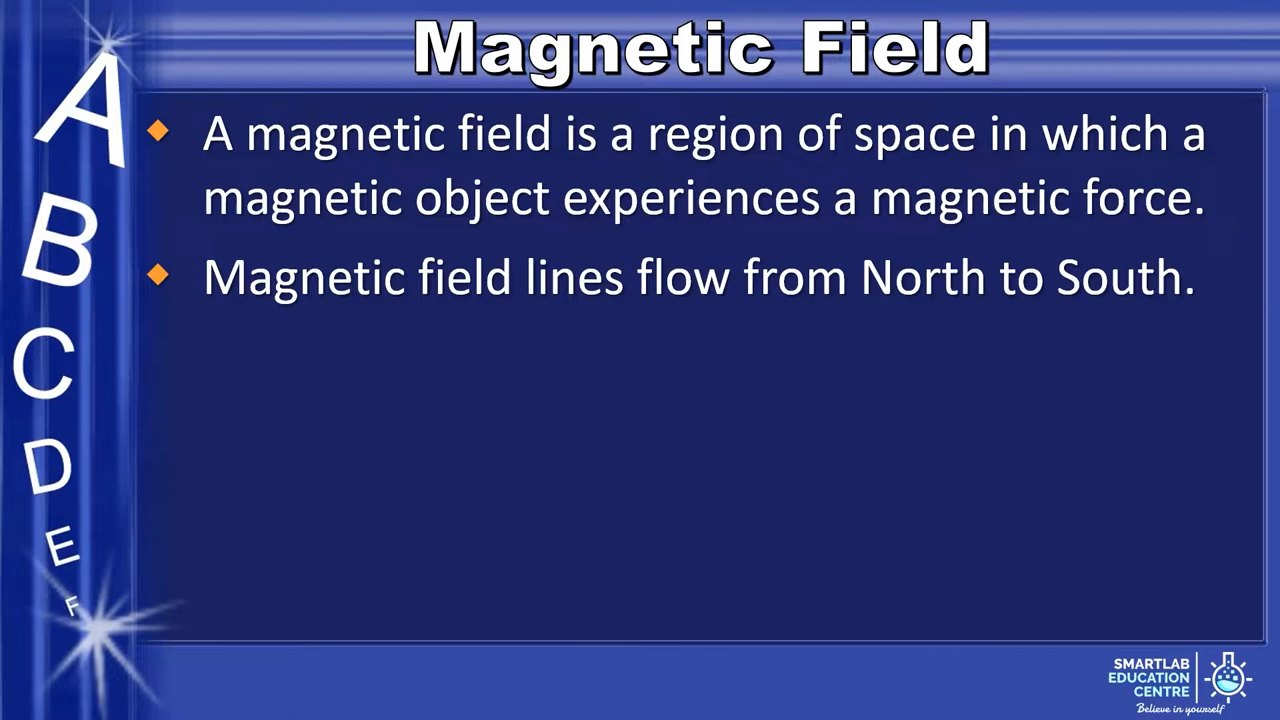 Magnetic Field
A magnetic field is a region of space in which a
magnetic object experiences a magnetic force.
Magnetic field lines flow from North to South.
A
B
C
D
E
F
SMARTLAB
EDUCATION
CENTRE
Believe in yourself